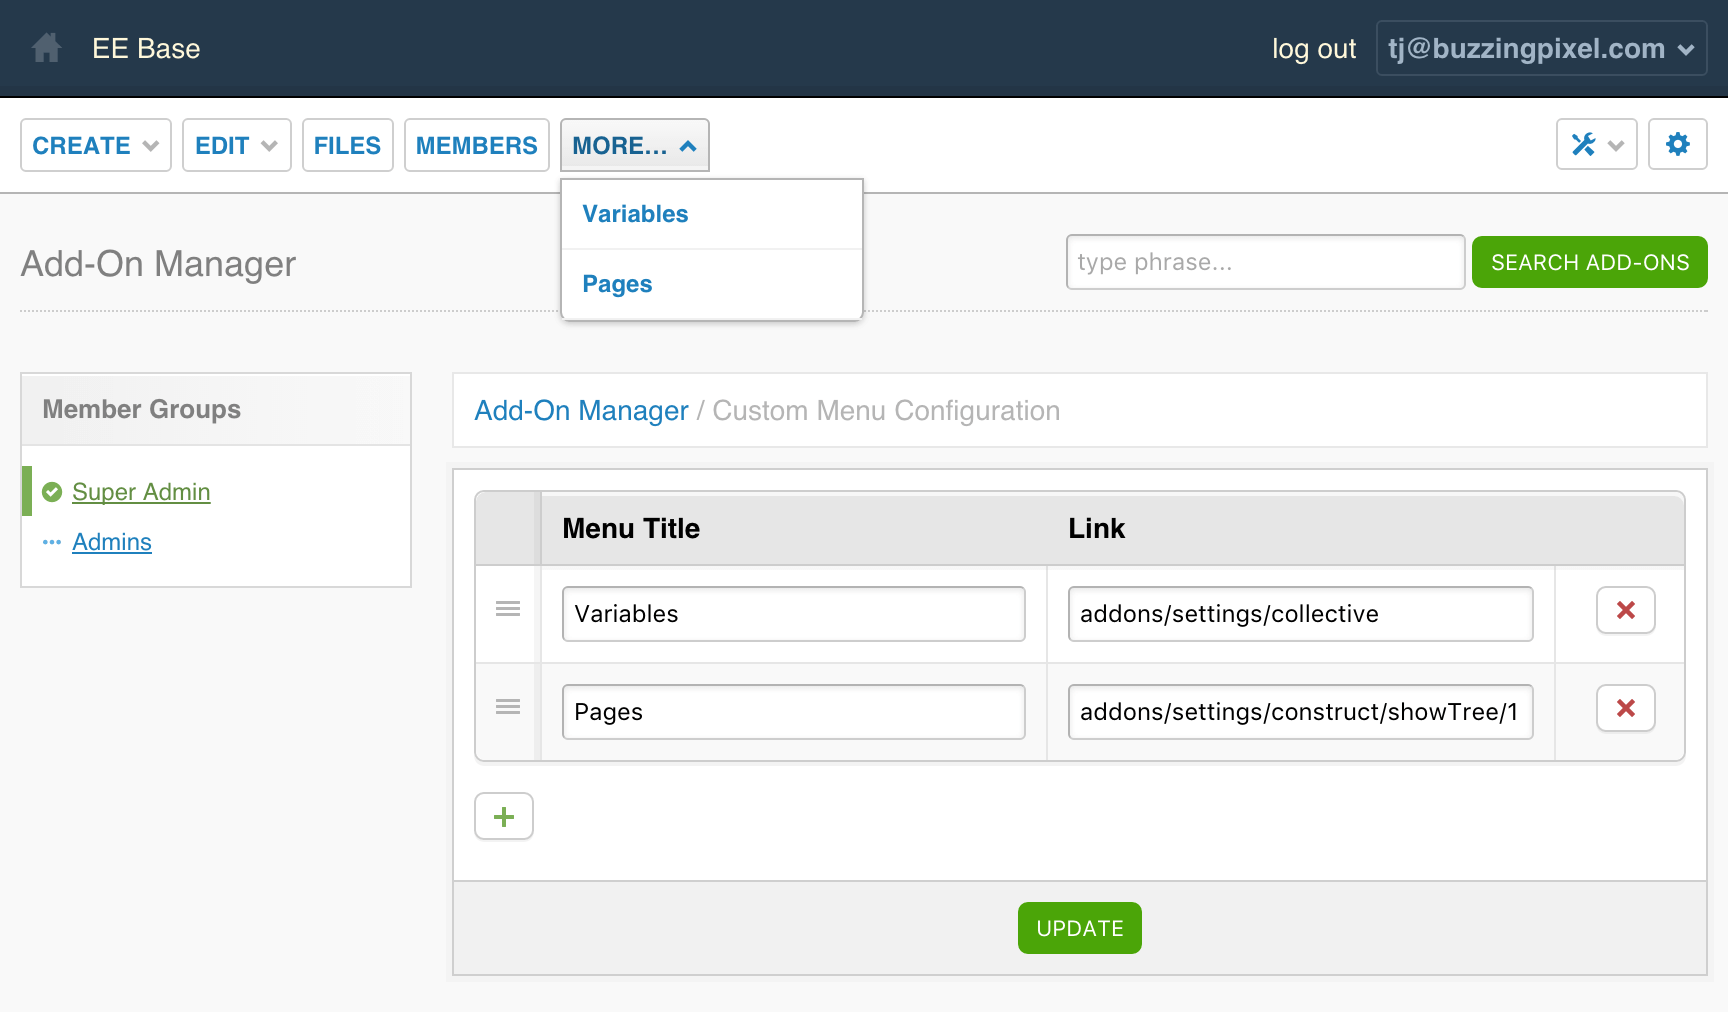 EE Base
log out
tj@buzzingpixel.com
CREATE
EDIT
FILES
MEMBERS
MORE...
Variables
Pages
Add-On Manager
type phrase...
SEARCH ADD-ONS
Member Groups
Super Admin
Admins
Add-On Manager / Custom Menu Configuration
Menu Title
Link
Variables
addons/settings/collective
Pages
addons/settings/construct/showTree/1
UPDATE